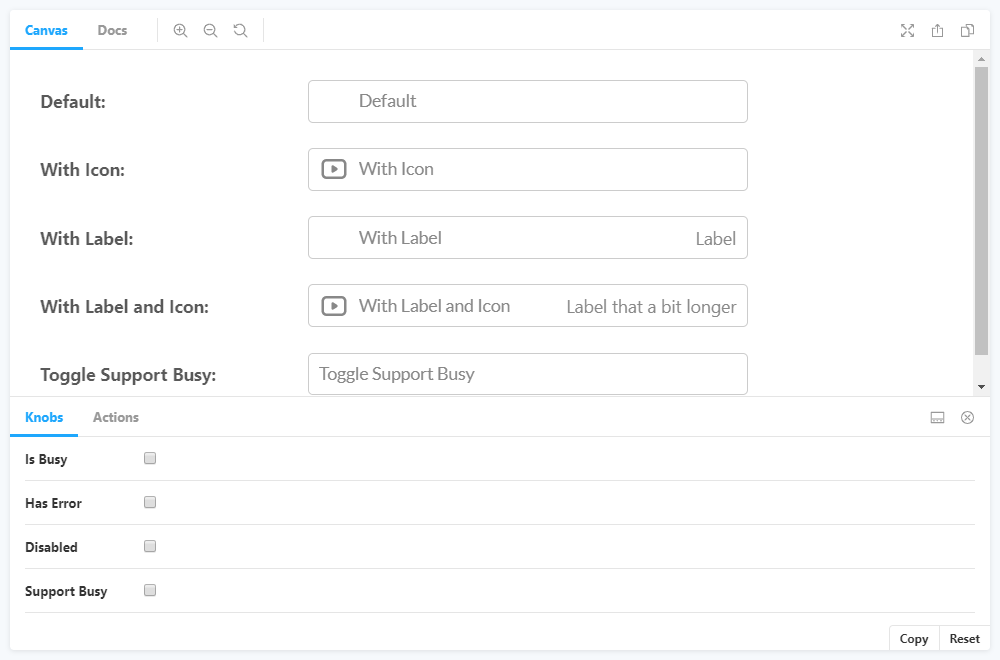 Canvas Docs
Default: Default
With Icon: With Icon
With Label: With Label Label
With Label and Icon: With Label and Icon Label that a bit longer
Toggle Support Busy: Toggle Support Busy
Knobs Actions
Is Busy
Has Error
Disabled
Support Busy
Copy Reset